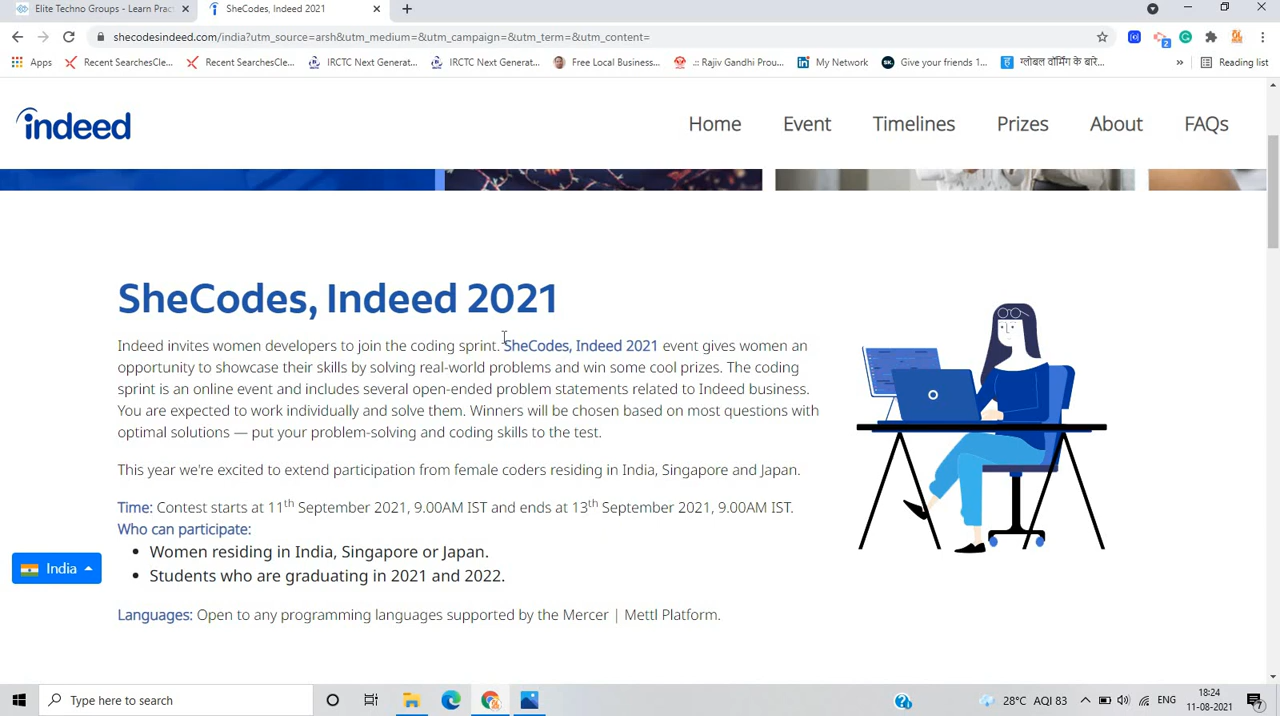 Elite Techno Groups - Learn Prac
SheCodes, Indeed 2021
shecodesindeed.com/india?utm_source=arsh&utm_medium=&utm_campaign=&utm_term=&utm_content=
2
Apps
Recent SearchesCle...
Recent SearchesCle...
IRCTC Next Generat...
IRCTC Next Generat...
Free Local Business...
.:: Rajiv Gandhi Prou...
My Network
SK
Give your friends 1...
ग्लोबल वॉर्मिंग के बारे...
»
Reading list
indeed
Home Event Timelines Prizes About FAQs
SheCodes, Indeed 2021
Indeed invites women developers to join the coding sprint. SheCodes, Indeed 2021 event gives women an
opportunity to showcase their skills by solving real-world problems and win some cool prizes. The coding
sprint is an online event and includes several open-ended problem statements related to Indeed business.
You are expected to work individually and solve them. Winners will be chosen based on most questions with
optimal solutions — put your problem-solving and coding skills to the test.
This year we're excited to extend participation from female coders residing in India, Singapore and Japan.
Time: Contest starts at 11th September 2021, 9.00AM IST and ends at 13th September 2021, 9.00AM IST.
Who can participate:
• Women residing in India, Singapore or Japan.
• Students who are graduating in 2021 and 2022.
Languages: Open to any programming languages supported by the Mercer | Mettl Platform.
India
Type here to search
28°C AQI 83
ENG
18:24
11-08-2021
7